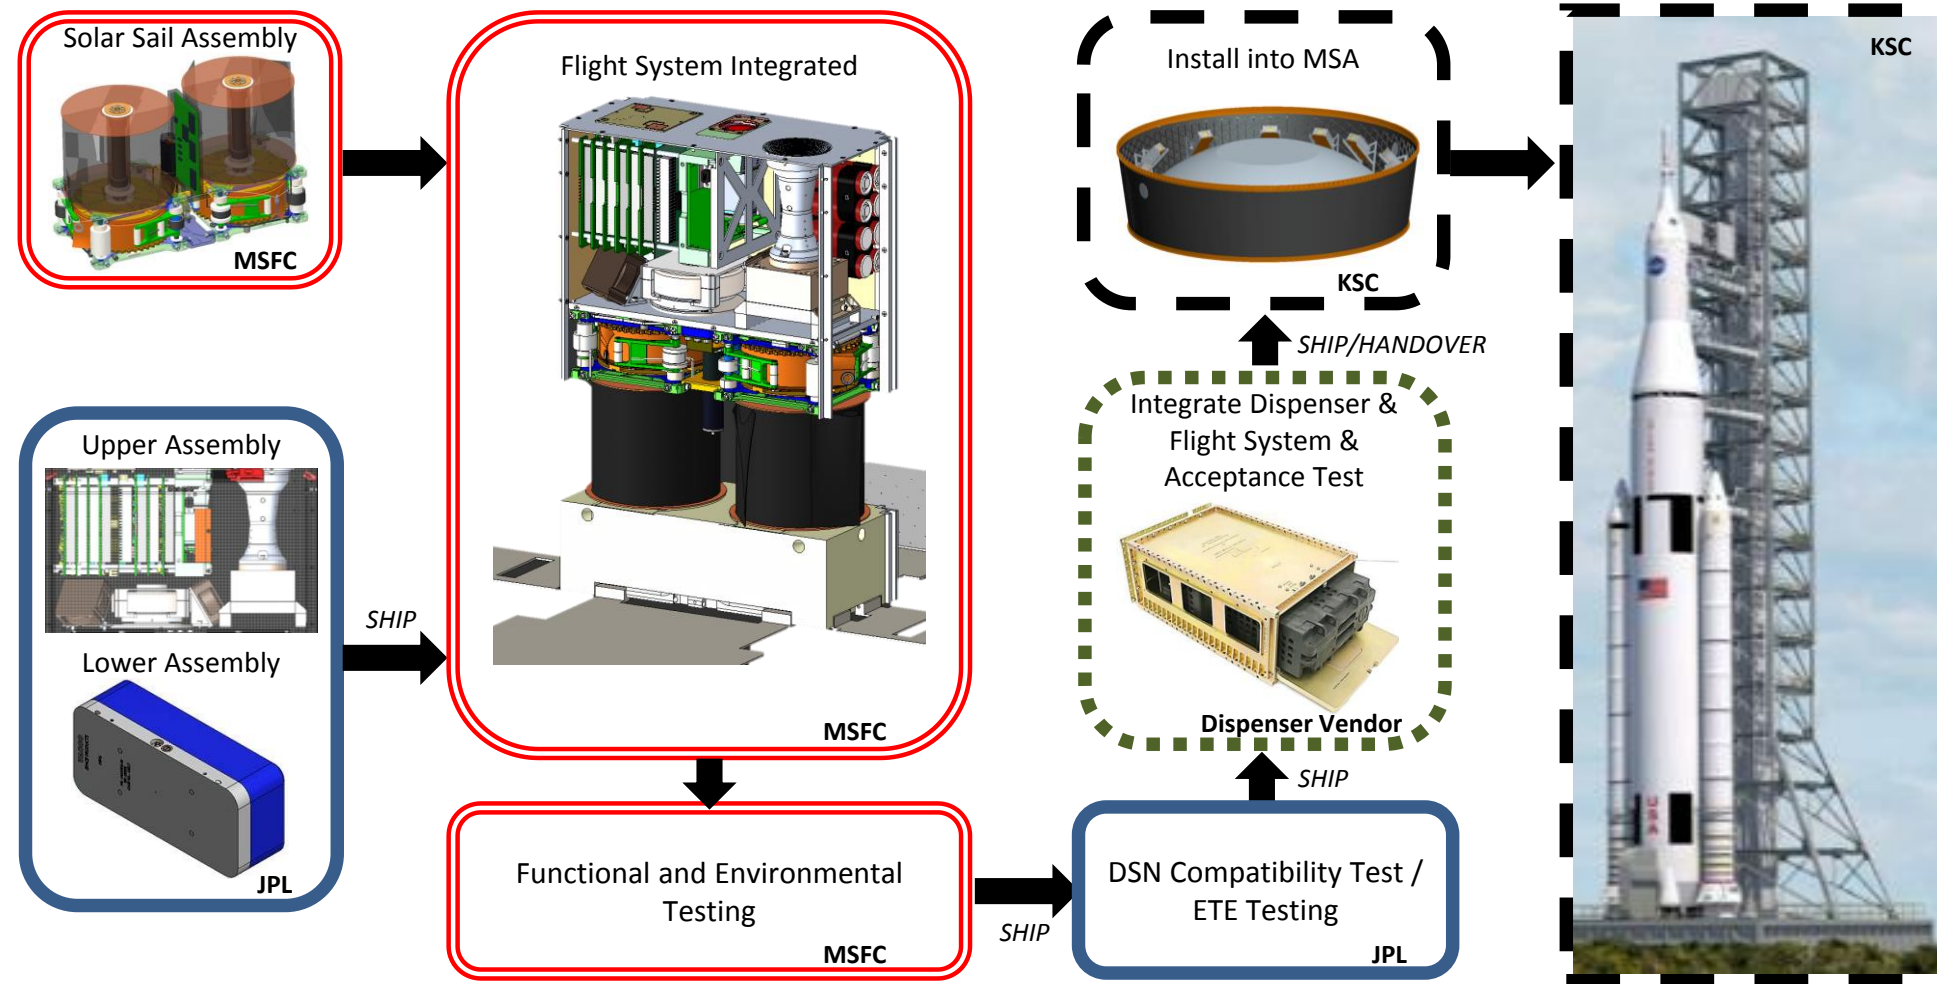 Solar Sail Assembly
MSFC
Upper Assembly
Lower Assembly
JPL
SHIP
Flight System Integrated
MSFC
Functional and Environmental
Testing
MSFC
SHIP
DSN Compatibility Test /
ETE Testing
JPL
SHIP
Integrate Dispenser &
Flight System &
Acceptance Test
Dispenser Vendor
SHIP/HANDOVER
Install into MSA
KSC
KSC
USA